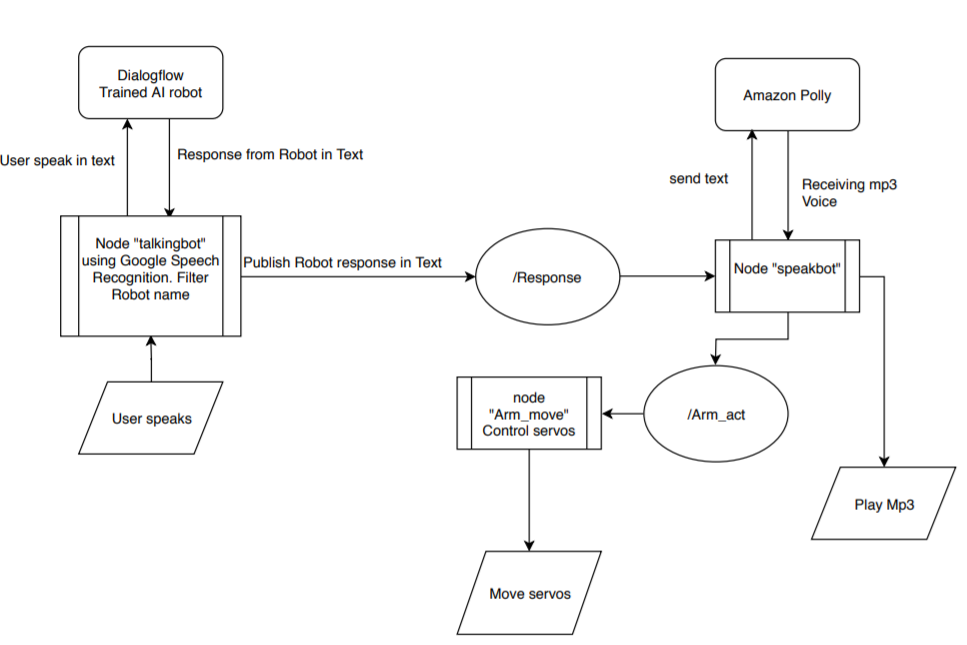 Dialogflow
Trained AI robot
Amazon Polly
User speak in text
Response from Robot in Text
send text
Receiving mp3
Voice
Node "talkingbot"
using Google Speech
Recognition. Filter
Robot name
Publish Robot response in Text
/Response
Node "speakbot"
User speaks
node
"Arm_move"
Control servos
/Arm_act
Play Mp3
Move servos